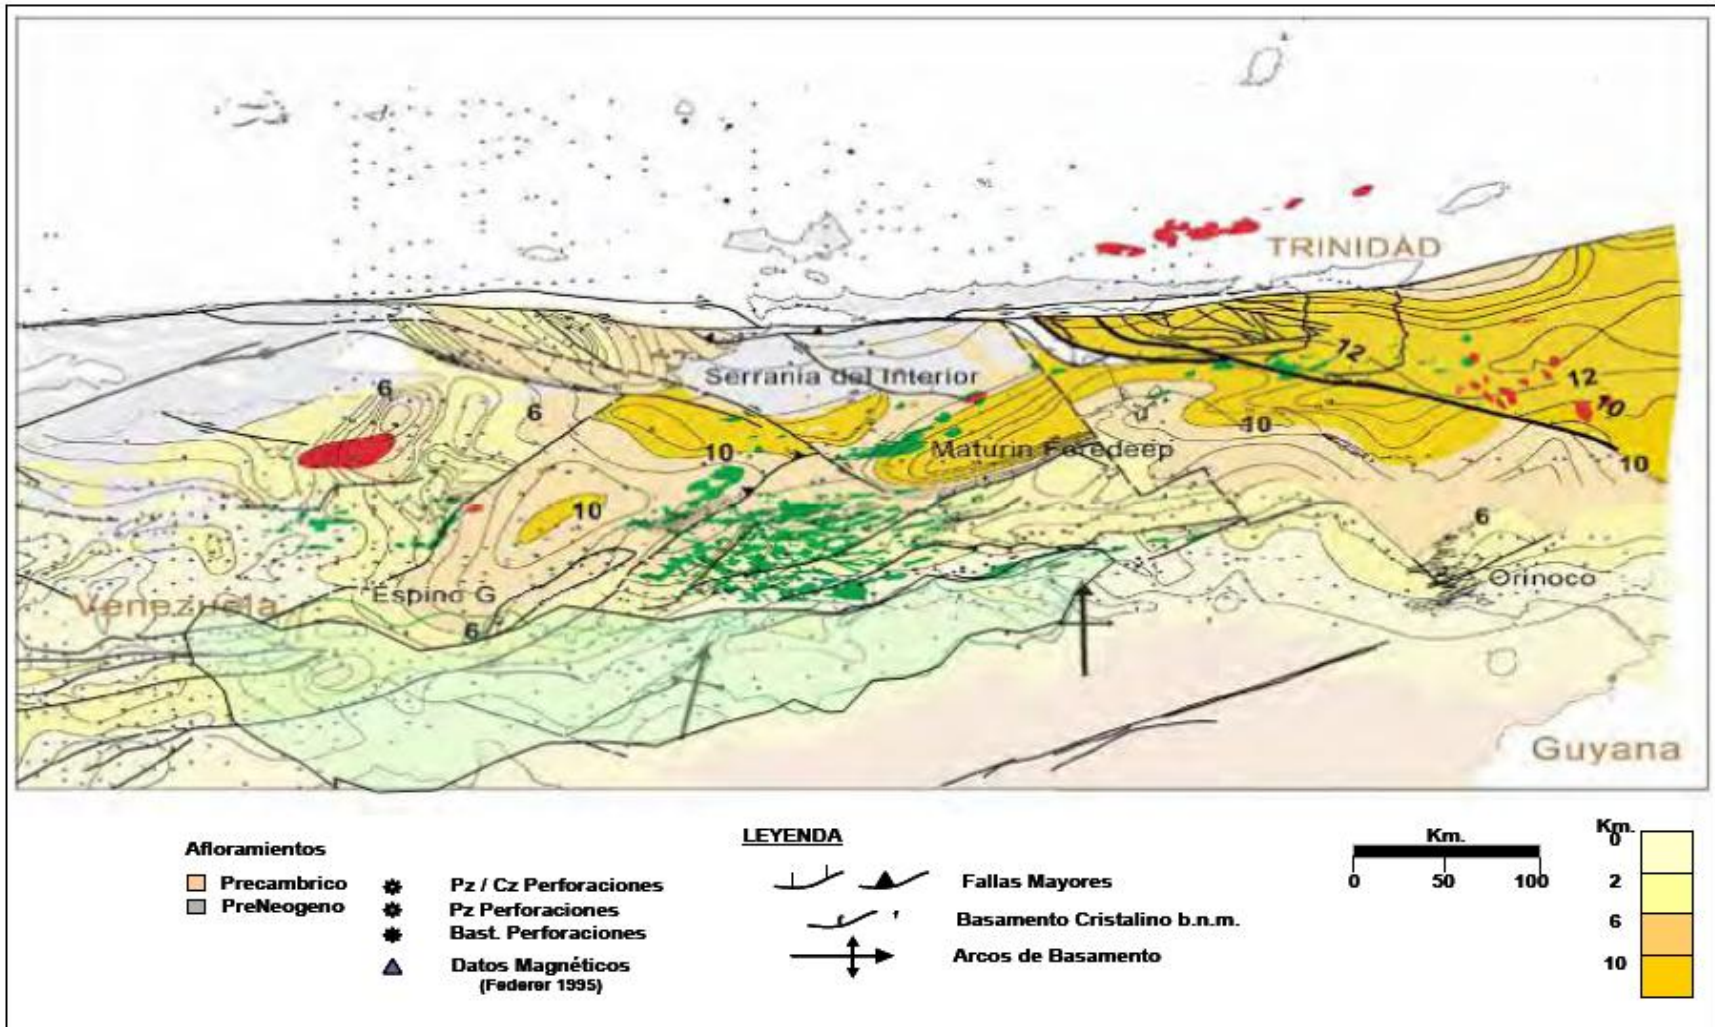 TRINIDAD
12
6
Serrania del Interior
12
6
10
10
10
Maturin Foredeep
10
10
6
Espino G
Orinoco
Venezuela
6
Guyana
LEYENDA
Afloramientos
Precambrico
PreNeogeno
Pz / Cz Perforaciones
Pz Perforaciones
Bast. Perforaciones
Datos Magnéticos
(Federer 1995)
Fallas Mayores
Basamento Cristalino b.n.m.
Arcos de Basamento
Km.
0 50 100
Km.
0
2
6
10